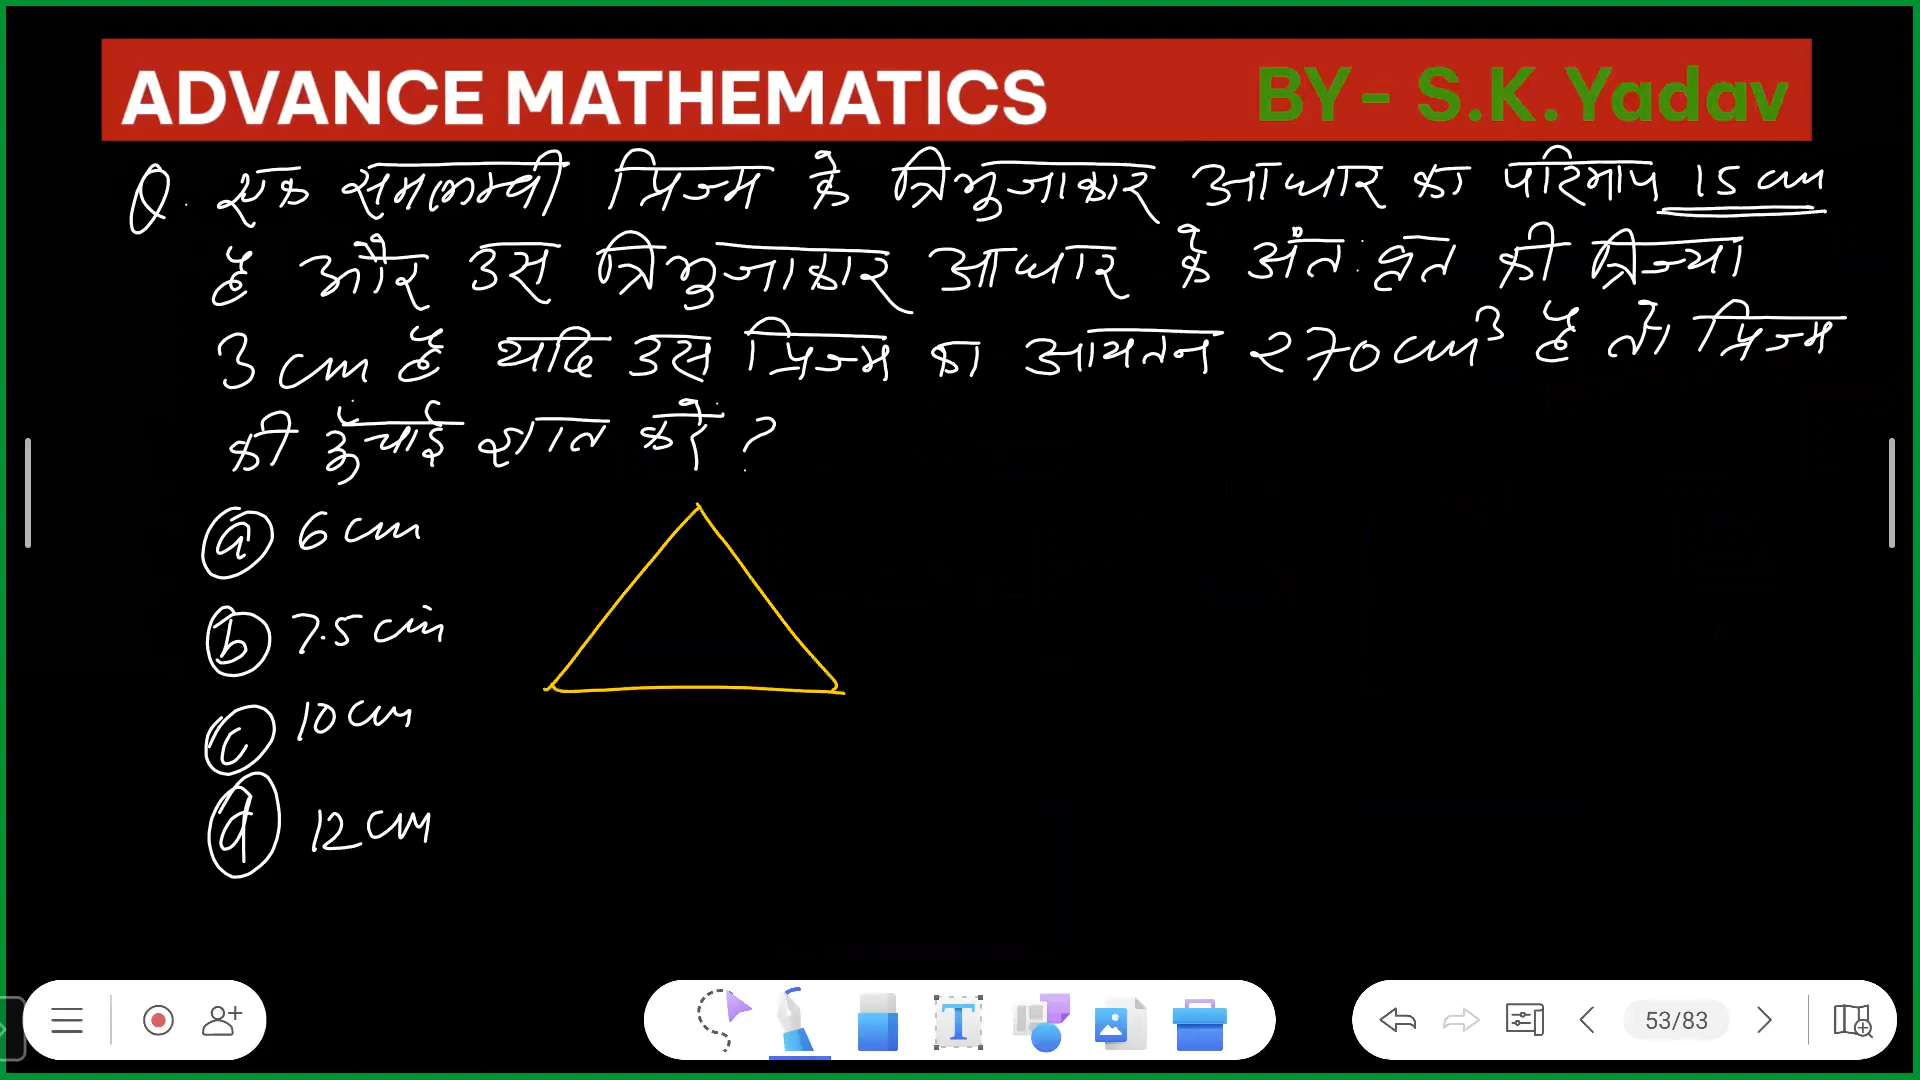 ADVANCE MATHEMATICS BY- S.K.Yadav
Q. एक समलम्बी प्रिज्म के त्रिभुजाकार आधार का परिमाप 15 cm
है और उस त्रिभुजाकार आधार के अंत:वृत की त्रिज्या
3 cm है यदि उस प्रिज्म का आयतन 270 cm³ है तो प्रिज्म
की ऊँचाई ज्ञात करें ?
(a) 6 cm
(b) 7.5 cm
(c) 10 cm
(d) 12 cm
53/83